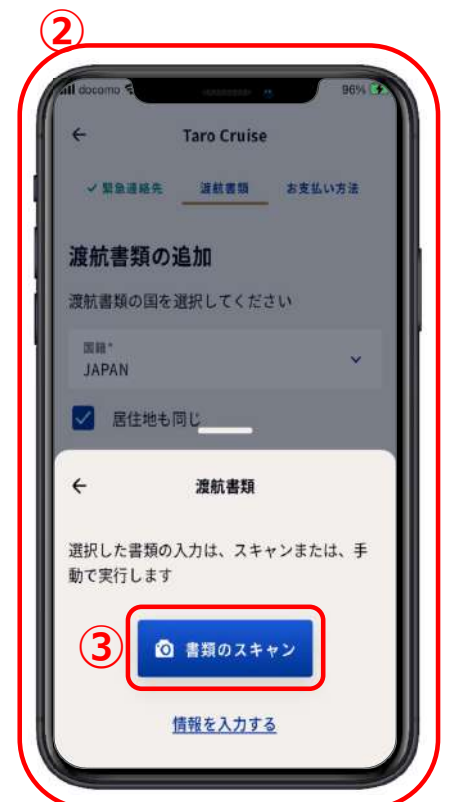 ②
docomo
96%
← Taro Cruise
✓ 緊急連絡先 渡航書類 お支払い方法
渡航書類の追加
渡航書類の国を選択してください
国籍*
JAPAN
居住地も同じ
← 渡航書類
選択した書類の入力は、スキャンまたは、手
動で実行します
③
書類のスキャン
情報を入力する